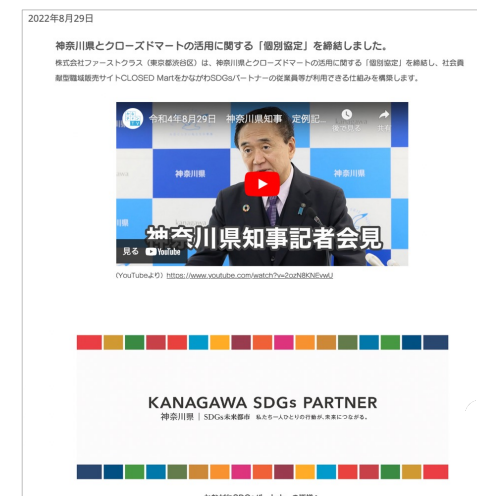 2022年8月29日
神奈川県とクローズドマートの活用に関する「個別協定」を締結しました。
株式会社ファーストクラス（東京都渋谷区）は、神奈川県とクローズドマートの活用に関する「個別協定」を締結し、社会貢
献型職域販売サイトCLOSED MartをかながわSDGsパートナーの従業員等が利用できる仕組みを構築します。
令和4年8月29日 神奈川県知事 定例記...
後で見る 共有
神奈川県 神奈川県
神奈川県知事記者会見
見る YouTube
(YouTubeより) https://www.youtube.com/watch?v=2ozN8KNEvwU
KANAGAWA SDGs PARTNER
神奈川県 | SDGs未来都市 私たち一人ひとりの行動が、未来につながる。